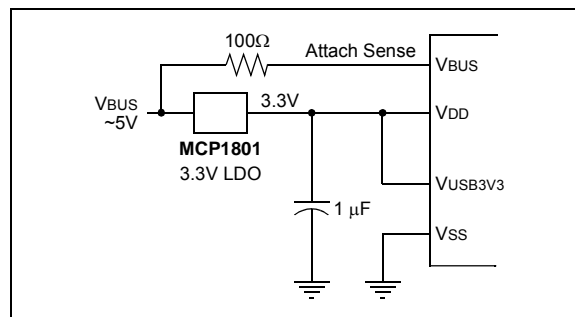 100Ω
Attach Sense
VBUS
VBUS
~5V
3.3V
VDD
MCP1801
3.3V LDO
VUSB3V3
1 μF
VSS